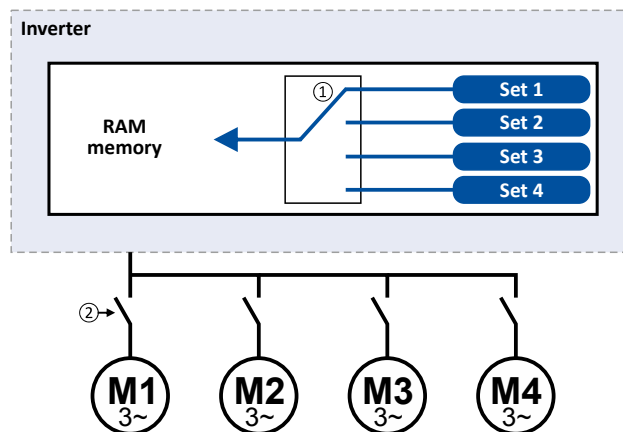 Inverter
①
Set 1
RAM
memory
Set 2
Set 3
Set 4
②
M1
3~
M2
3~
M3
3~
M4
3~